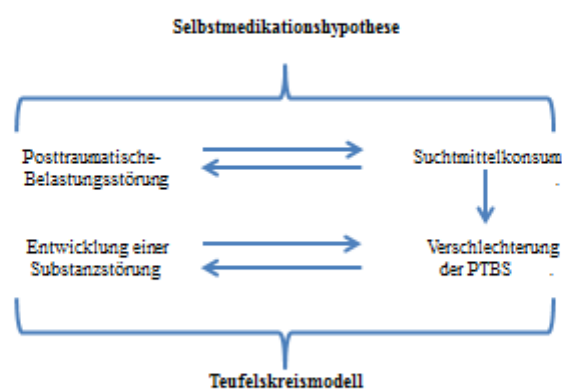 Selbstmedikationshypothese
Posttraumatische-
Belastungsstörung
Suchtmittelkonsum
.
Entwicklung einer
Substanzstörung
Verschlechterung
der PTBS .
Teufelskreismodell